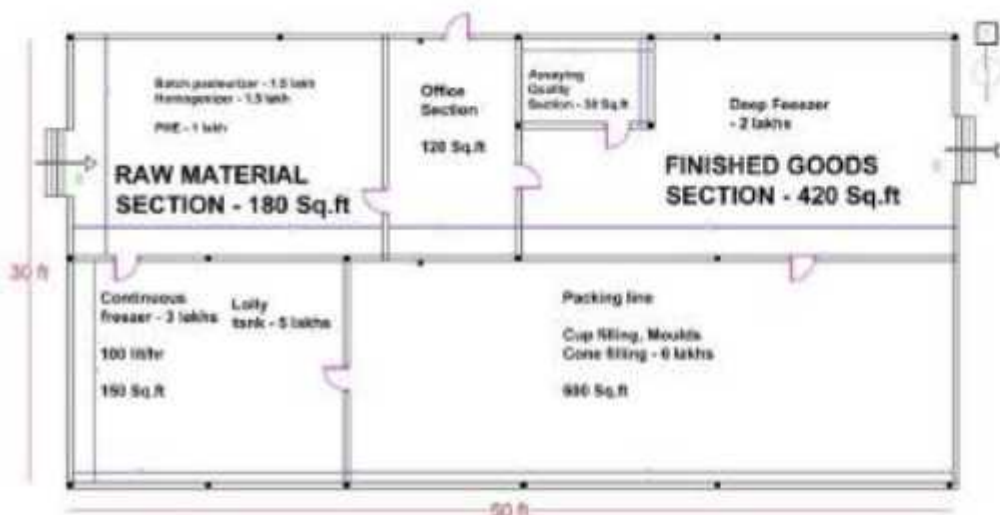 Batch pasteurizer - 1.5 lakh
Homogenizer - 1.5 lakh
PHE - 1 lakh
RAW MATERIAL
SECTION - 180 Sq.ft
Office
Section
120 Sq.ft
Assaying
Quality
Section - 30 Sq.ft
Deep Feezer
- 2 lakhs
FINISHED GOODS
SECTION - 420 Sq.ft
30 ft
Continuous
freezer - 3 lakhs
100 lit/hr
150 Sq.ft
Lolly
tank - 5 lakhs
Packing line
Cup filling, Moulds
Cone filling - 6 lakhs
600 Sq.ft
50 ft